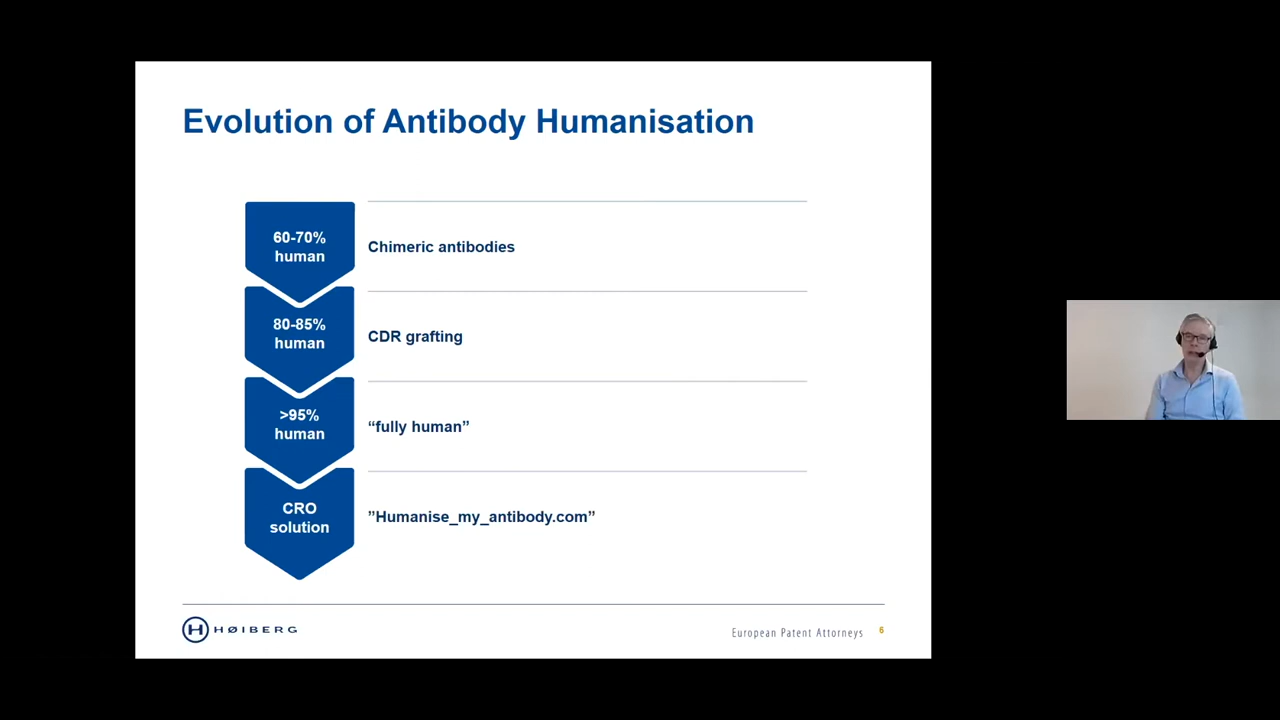 Evolution of Antibody Humanisation
60-70%
human
Chimeric antibodies
80-85%
human
CDR grafting
>95%
human
“fully human”
CRO
solution
”Humanise_my_antibody.com”
H HØIBERG
European Patent Attorneys 6